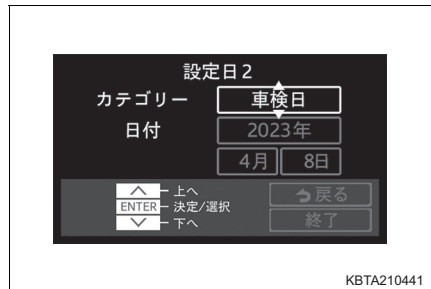 設定日2
カテゴリー 車検日
日付 2023年
4月 8日
上へ 戻る
ENTER 決定/選択
下へ 終了
KBTA210441